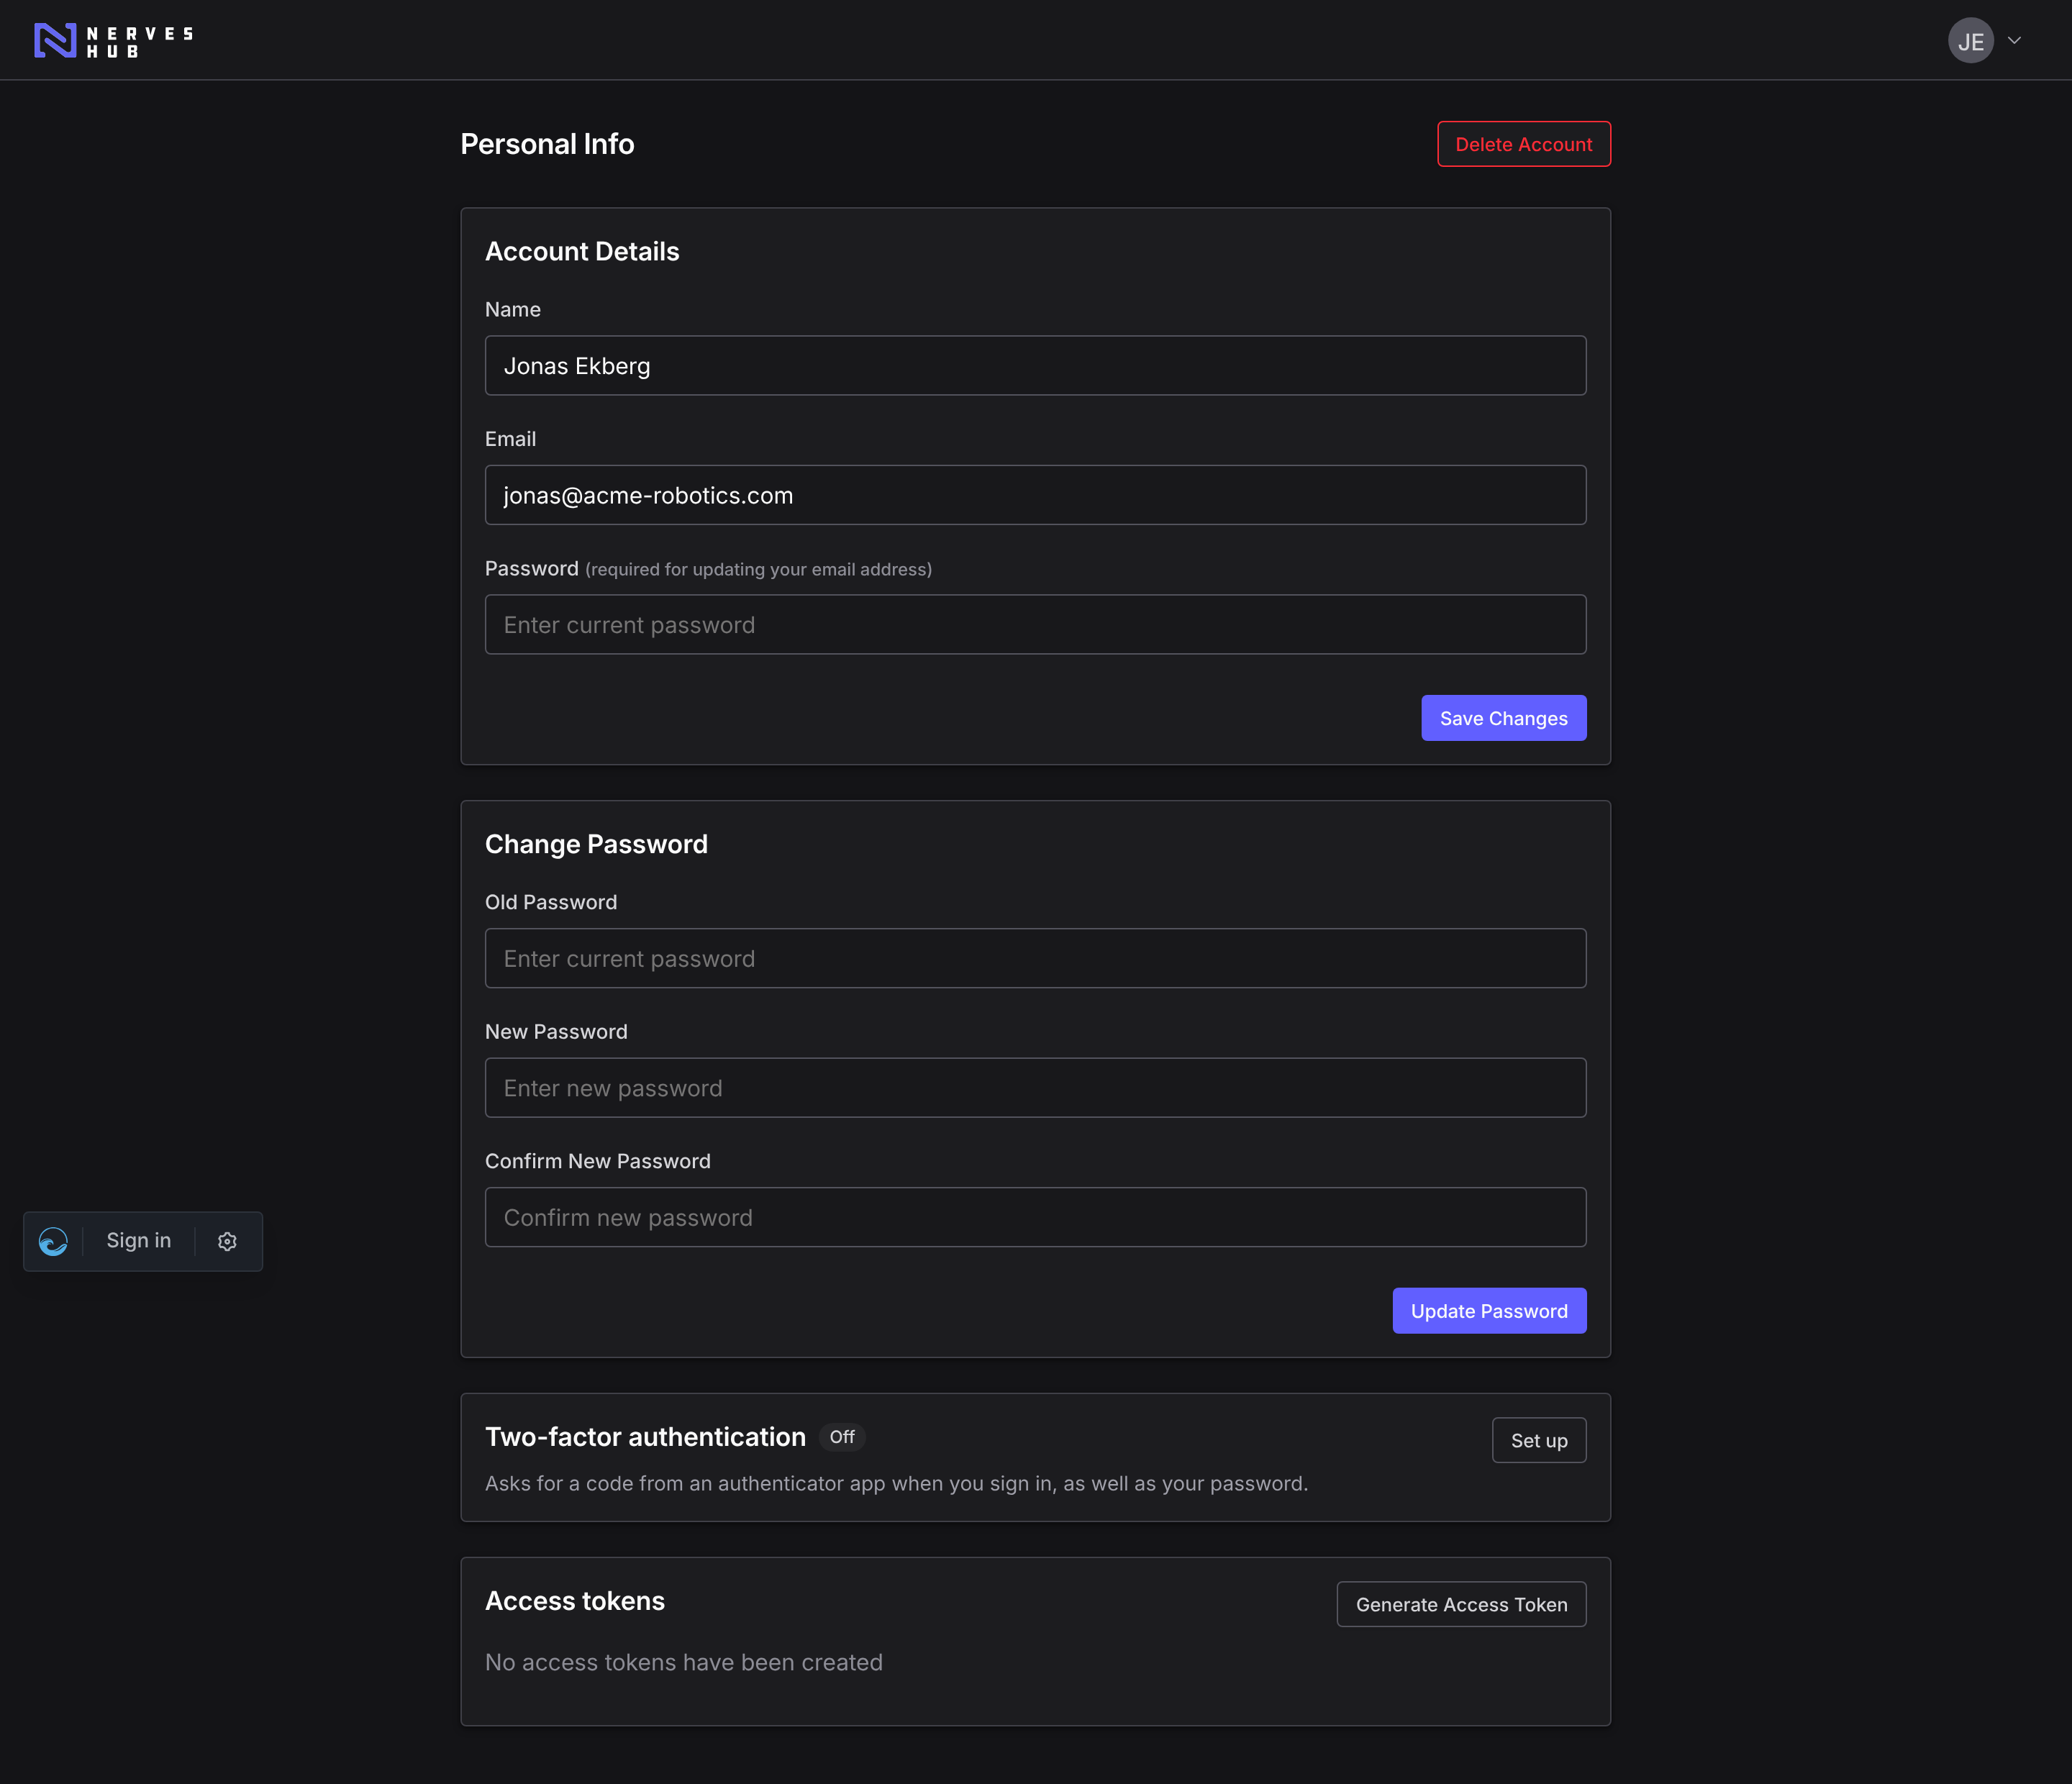 NERVES
HUB
JE
Personal Info
Delete Account
Account Details
Name
Jonas Ekberg
Email
jonas@acme-robotics.com
Password (required for updating your email address)
Enter current password
Save Changes
Change Password
Old Password
Enter current password
New Password
Enter new password
Confirm New Password
Confirm new password
Sign in
Update Password
Two-factor authentication Off
Set up
Asks for a code from an authenticator app when you sign in, as well as your password.
Access tokens
Generate Access Token
No access tokens have been created